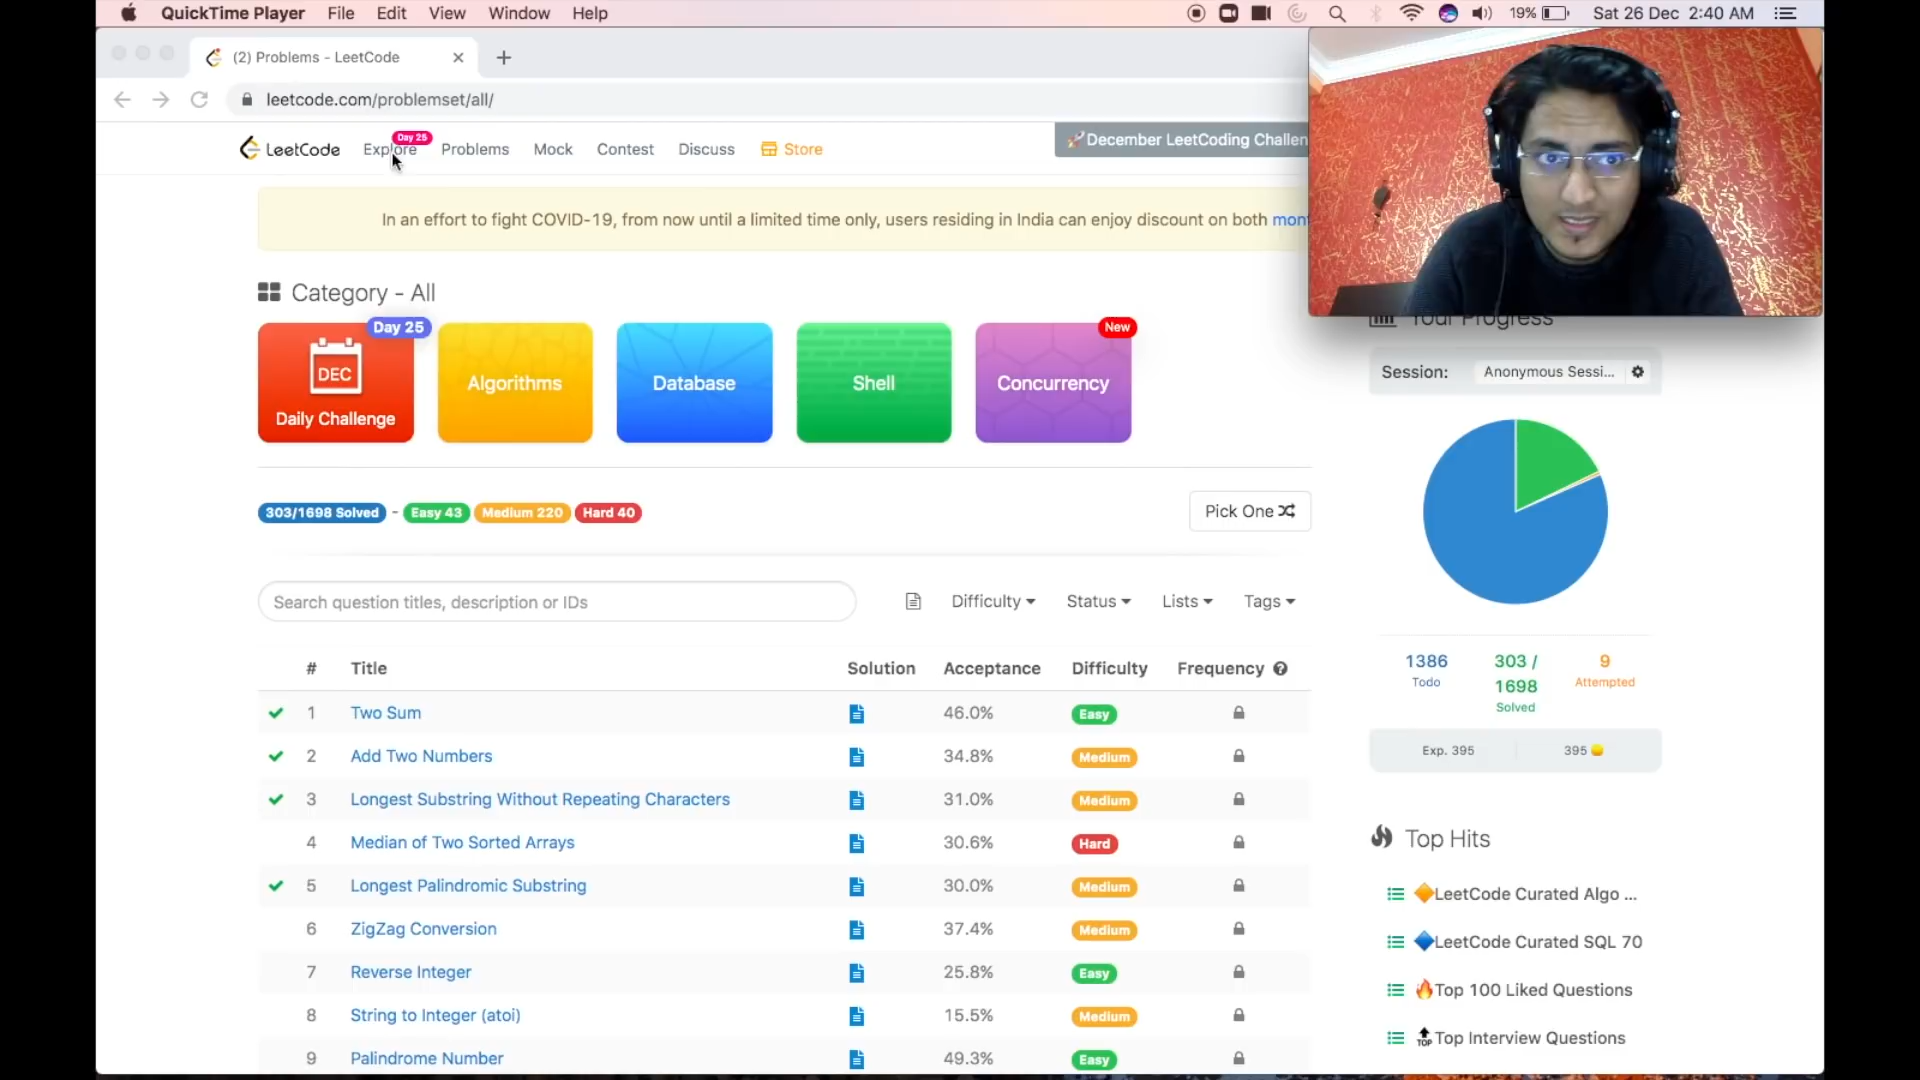 QuickTime Player File Edit View Window Help 19% Sat 26 Dec 2:40 AM
(2) Problems - LeetCode
leetcode.com/problemset/all/
LeetCode Explore Day 25 Problems Mock Contest Discuss Store
🚀December LeetCoding Challen
In an effort to fight COVID-19, from now until a limited time only, users residing in India can enjoy discount on both mon
Category - All
Your Progress
Day 25
New
DEC
Daily Challenge
Algorithms
Database
Shell
Concurrency
Session: Anonymous Sessi...
303/1698 Solved - Easy 43 Medium 220 Hard 40
Pick One
Search question titles, description or IDs
Difficulty Status Lists Tags
# Title Solution Acceptance Difficulty Frequency
1 Two Sum 46.0% Easy
2 Add Two Numbers 34.8% Medium
3 Longest Substring Without Repeating Characters 31.0% Medium
4 Median of Two Sorted Arrays 30.6% Hard
5 Longest Palindromic Substring 30.0% Medium
6 ZigZag Conversion 37.4% Medium
7 Reverse Integer 25.8% Easy
8 String to Integer (atoi) 15.5% Medium
9 Palindrome Number 49.3% Easy
1386
Todo
303 /
1698
Solved
9
Attempted
Exp. 395 395
Top Hits
🔶LeetCode Curated Algo ...
🔷LeetCode Curated SQL 70
🔥Top 100 Liked Questions
🔝Top Interview Questions